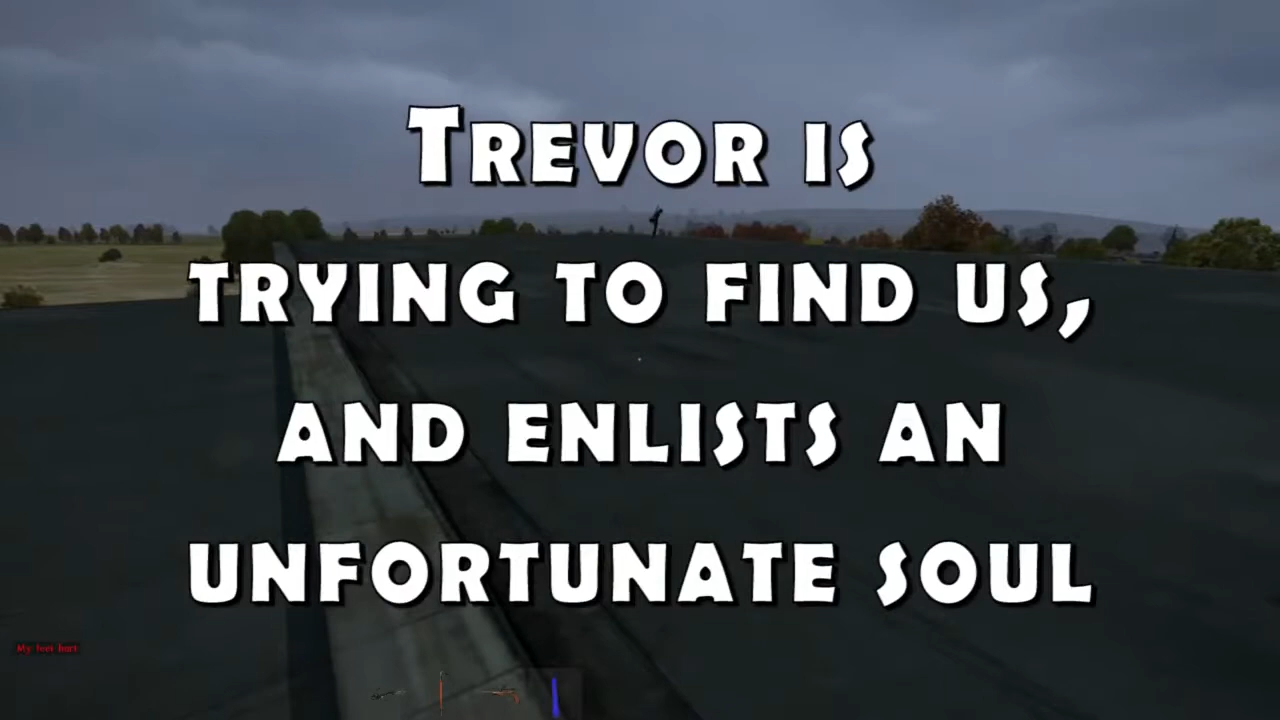 Trevor is
trying to find us,
and enlists an
unfortunate soul
My feet hurt